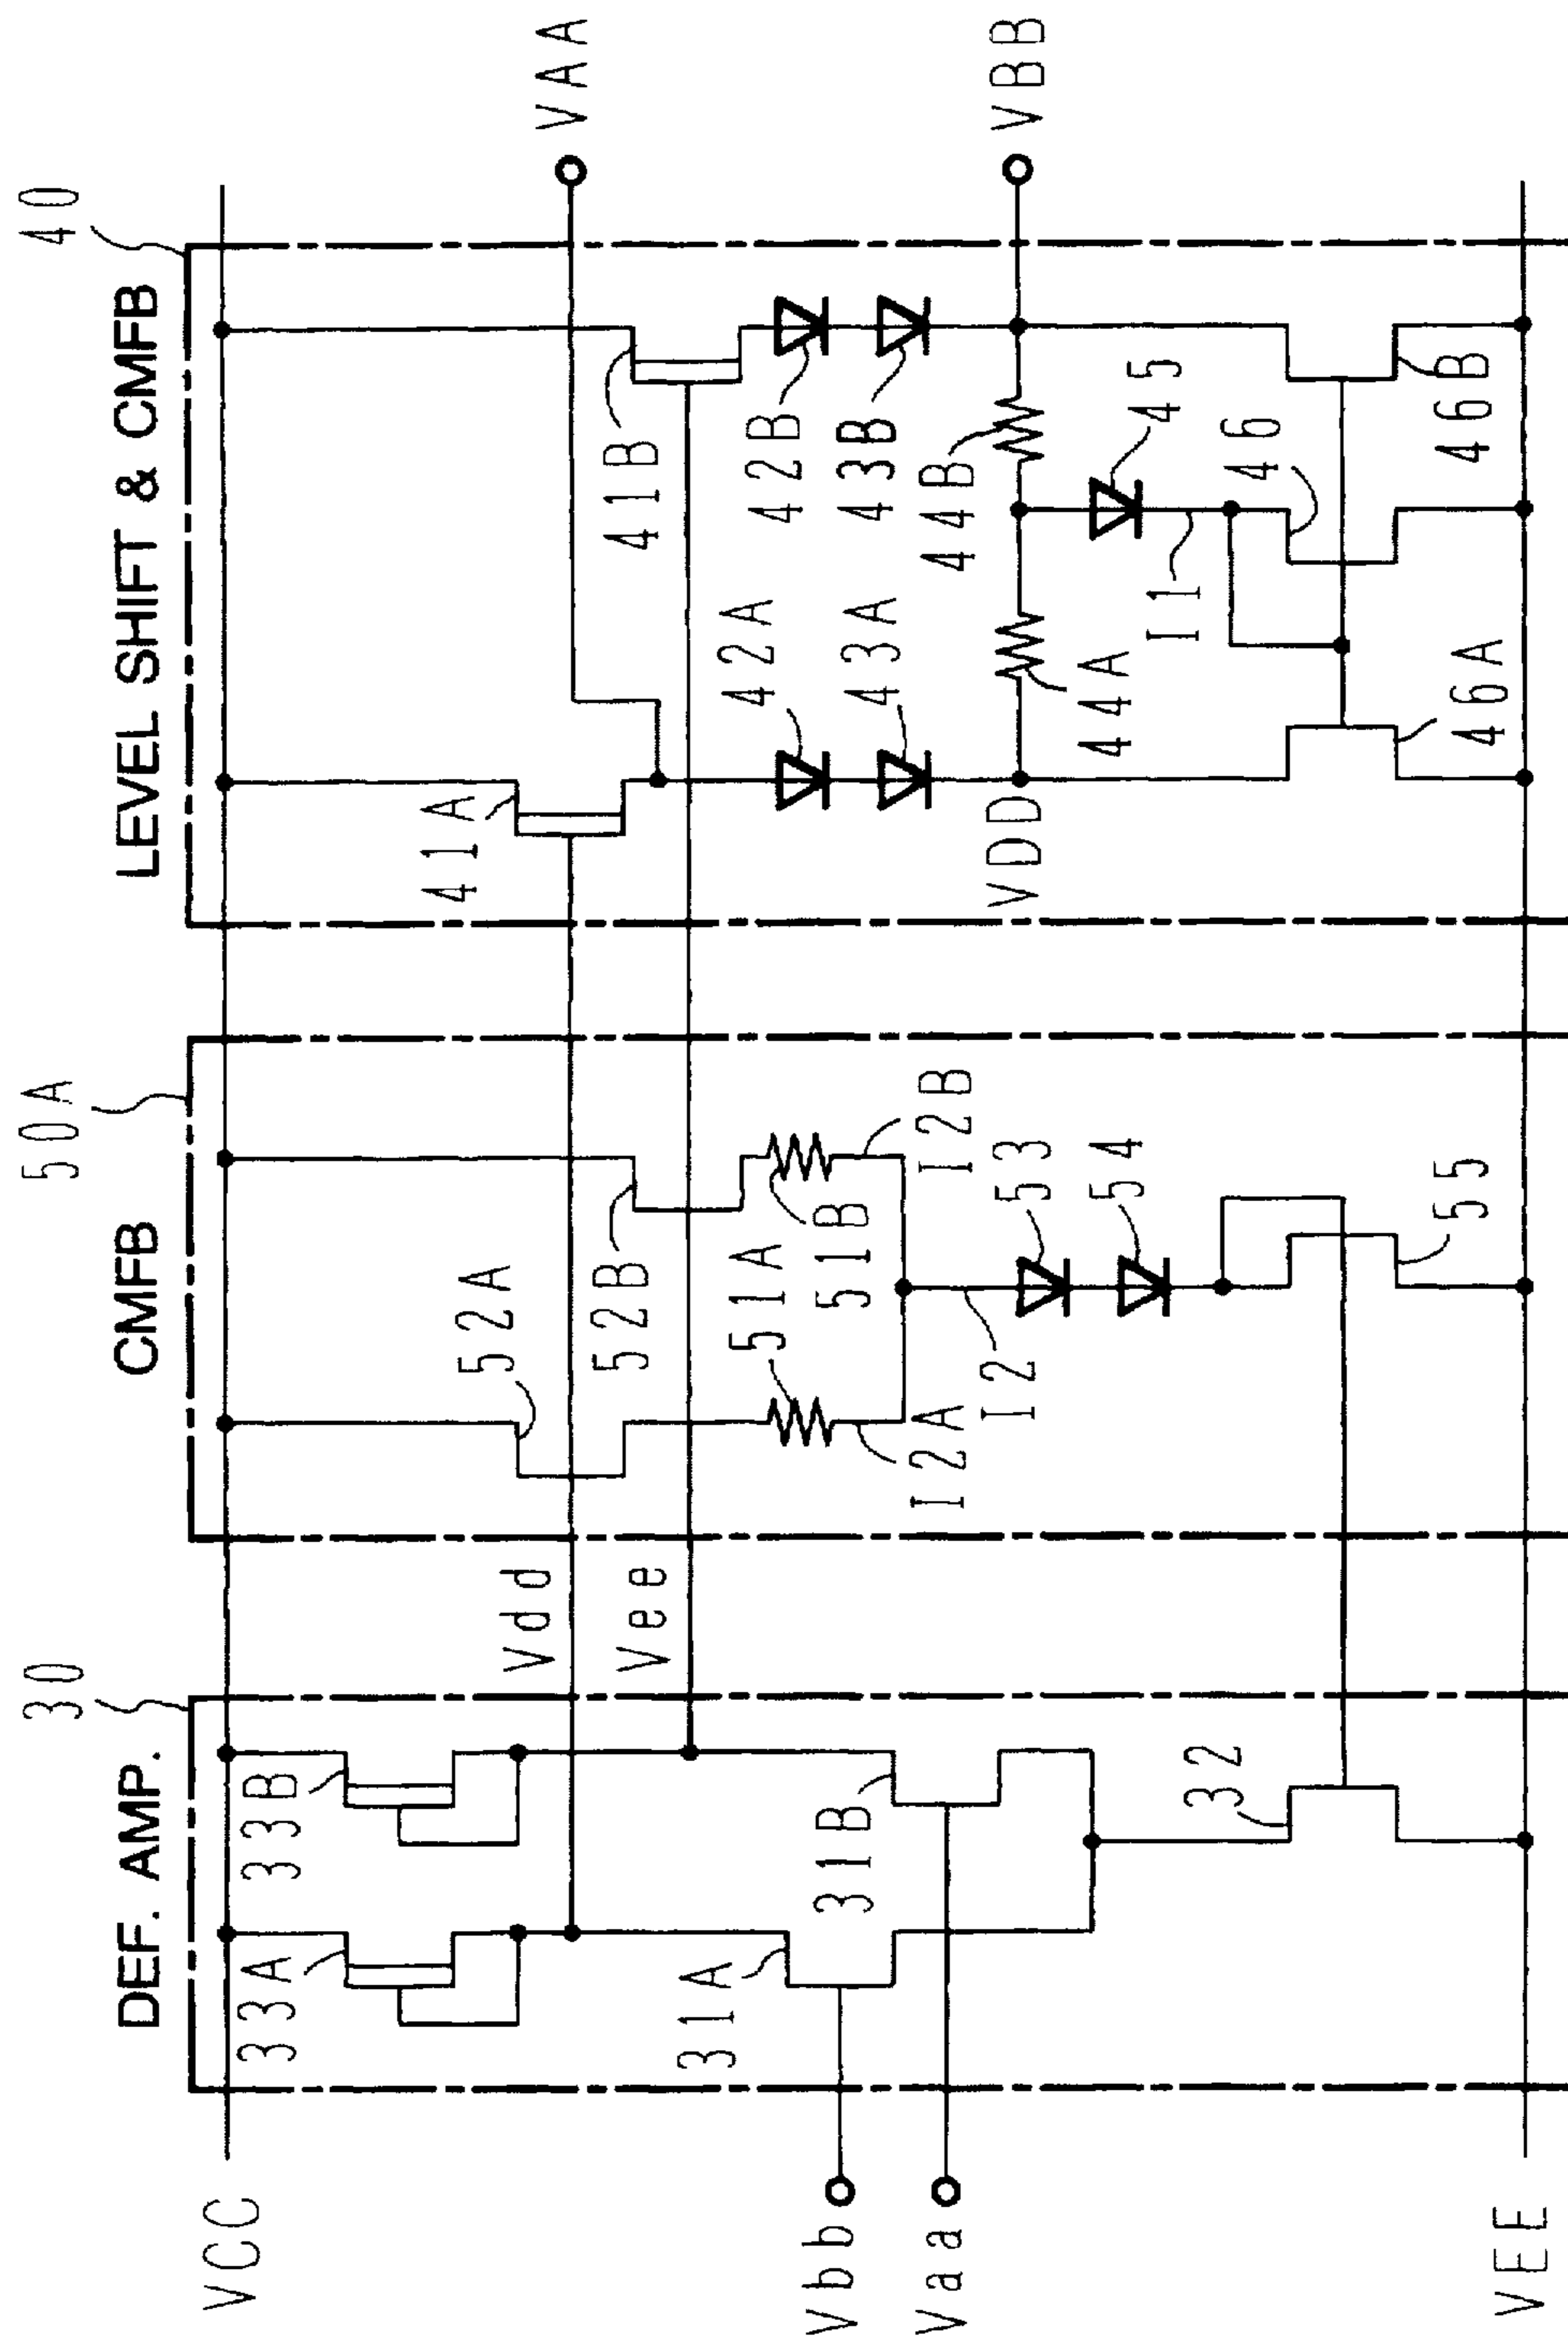 DEF. AMP.
30
CMFB
50A
LEVEL SHIFT & CMFB
40
VCC
33A
33B
Vdd
Vee
31A
31B
Vbb
Vaa
32
VEE
52A
52B
51A
51B
I2A
I2B
I2
53
54
55
41A
41B
VAA
42A
42B
43A
43B
VDD
44A
44B
VBB
45
I1
46
46A
46B